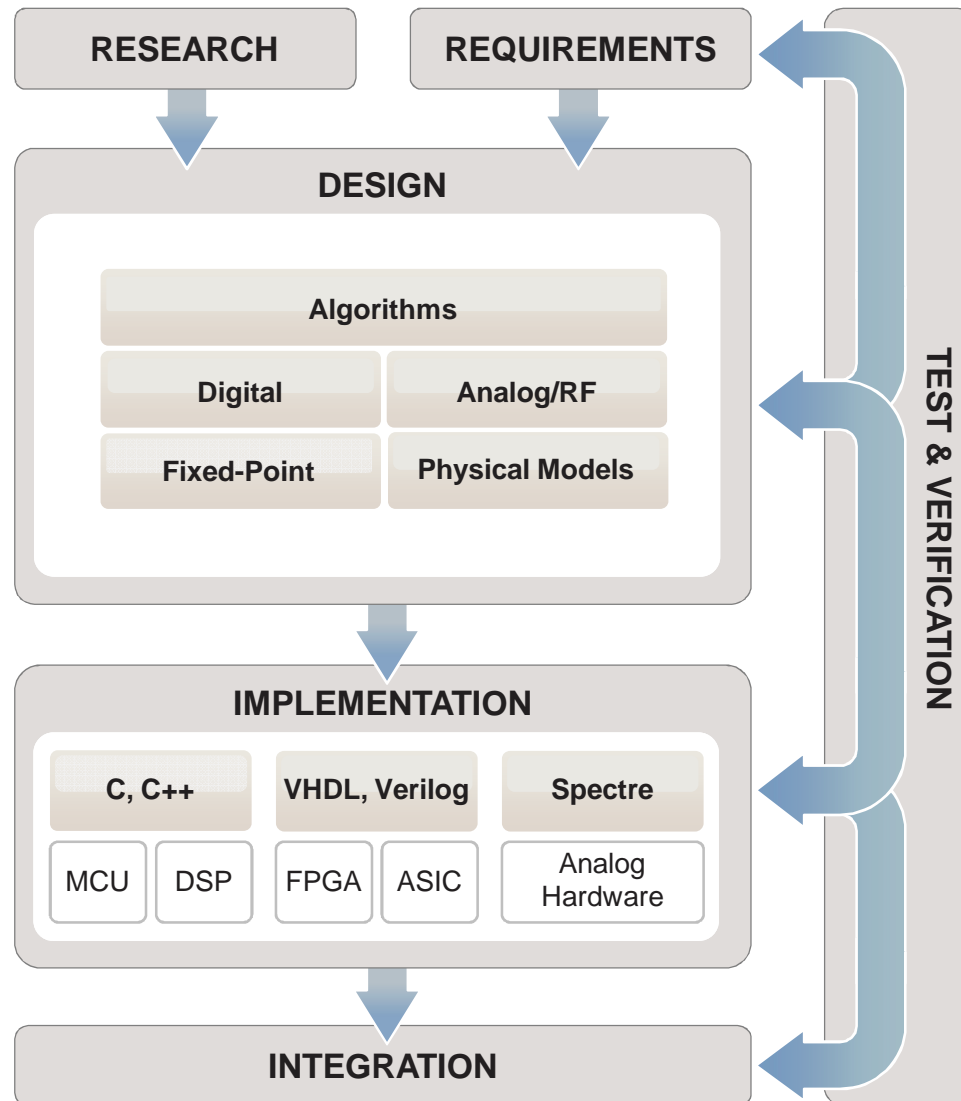 RESEARCH
REQUIREMENTS
DESIGN
Algorithms
Digital
Analog/RF
Fixed-Point
Physical Models
IMPLEMENTATION
C, C++
VHDL, Verilog
Spectre
MCU
DSP
FPGA
ASIC
Analog
Hardware
INTEGRATION
TEST & VERIFICATION